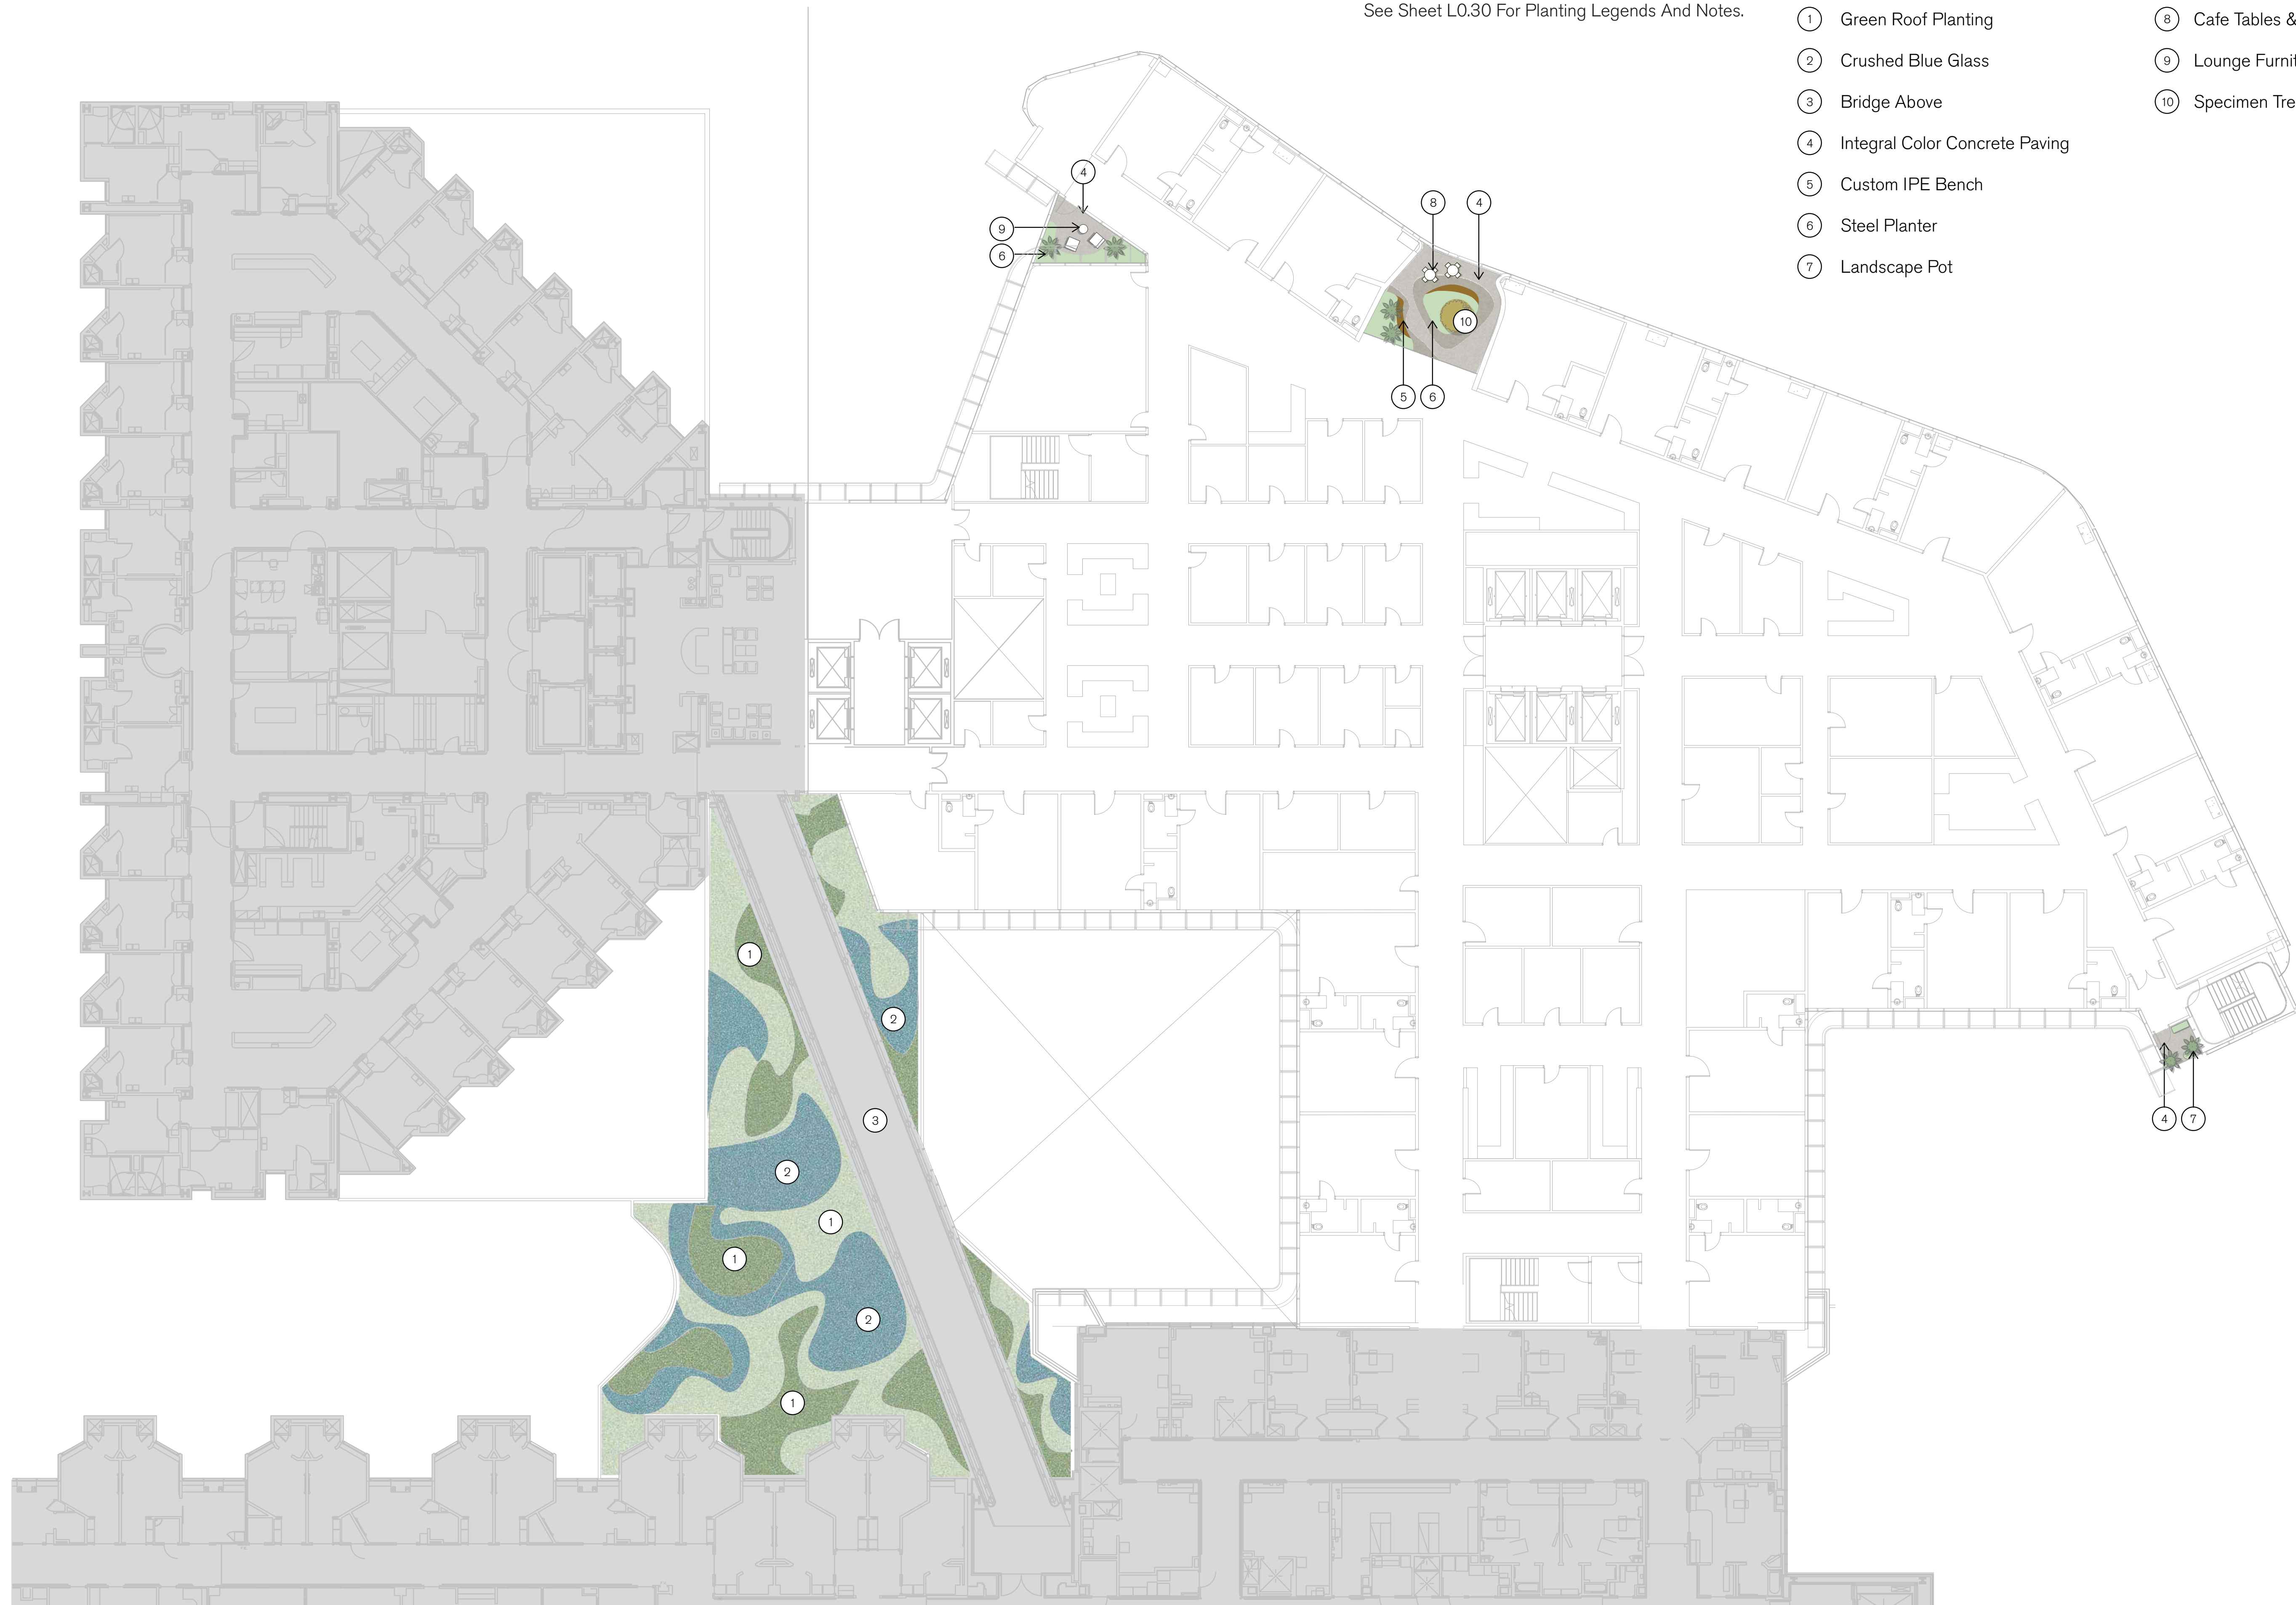 See Sheet L0.30 For Planting Legends And Notes.
1 Green Roof Planting
2 Crushed Blue Glass
3 Bridge Above
4 Integral Color Concrete Paving
5 Custom IPE Bench
6 Steel Planter
7 Landscape Pot
8 Cafe Tables &
9 Lounge
10 Specimen
4
9
6
8 4
10
5 6
1
2
3
2
1
1
2
1
4 7